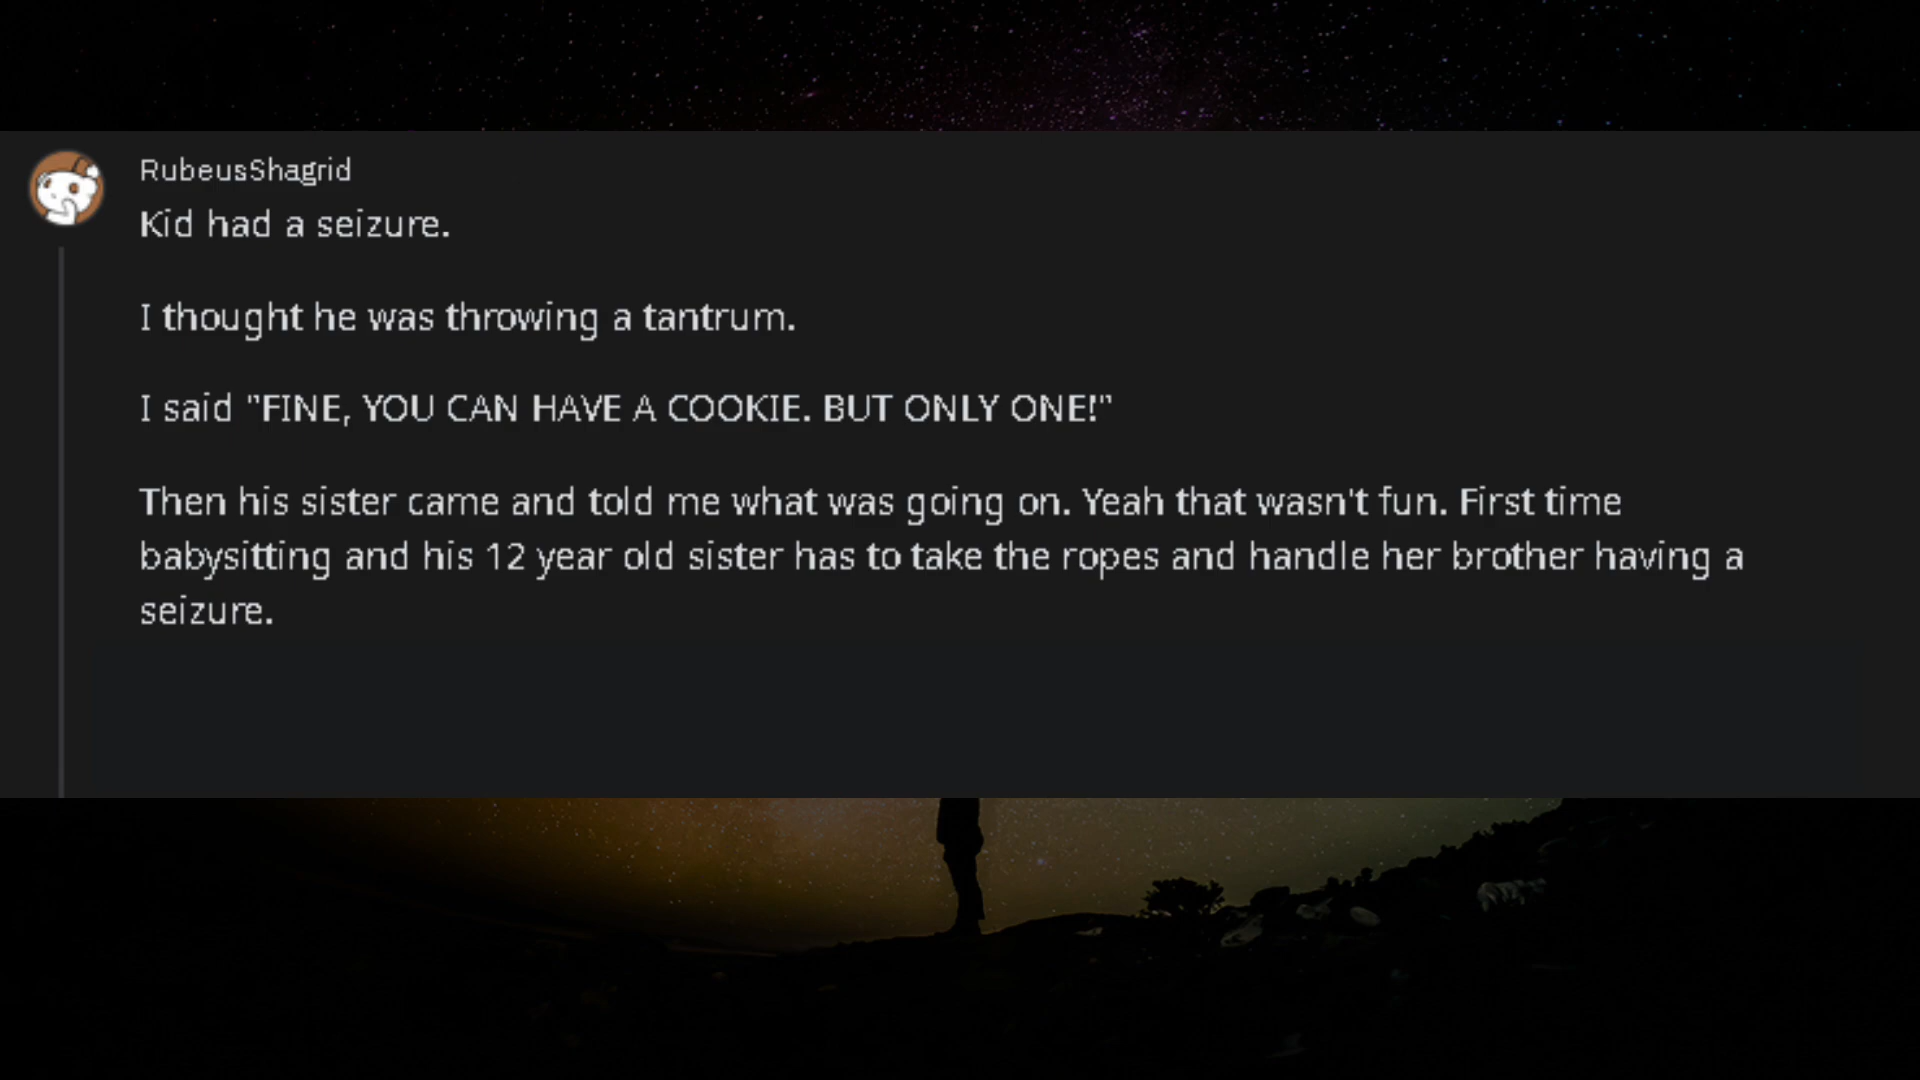 RubeusShagrid
Kid had a seizure.
I thought he was throwing a tantrum.
I said "FINE, YOU CAN HAVE A COOKIE. BUT ONLY ONE!"
Then his sister came and told me what was going on. Yeah that wasn't fun. First time
babysitting and his 12 year old sister has to take the ropes and handle her brother having a
seizure.